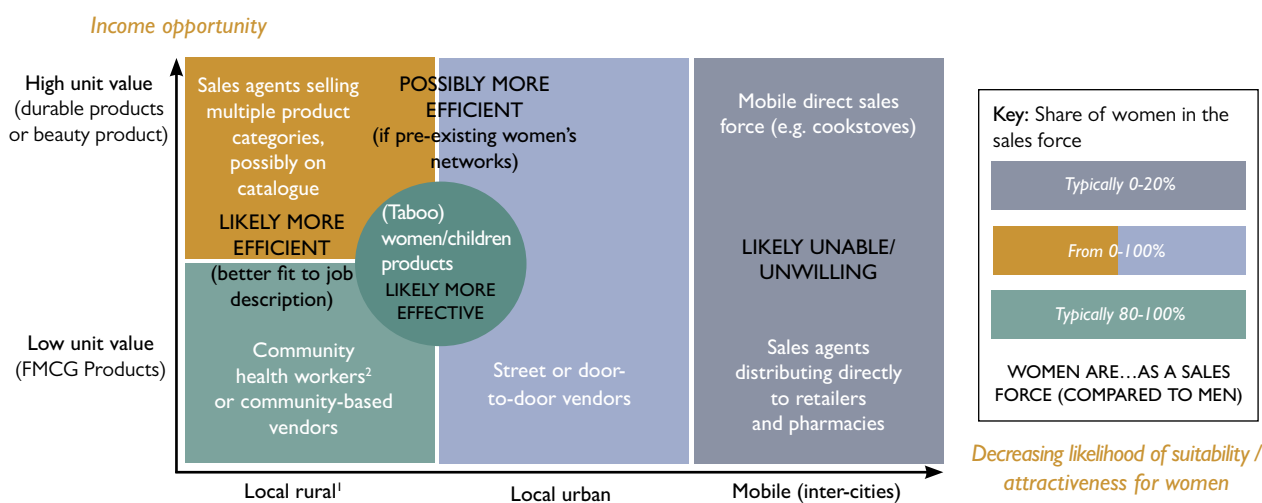 Income opportunity
High unit value
(durable products
or beauty product)
Low unit value
(FMCG Products)
Sales agents selling
multiple product
categories,
possibly on
catalogue
LIKELY MORE
EFFICIENT
(better fit to job
description)
Community
health workers²
or community-based
vendors
POSSIBLY MORE
EFFICIENT
(if pre-existing women's
networks)
(Taboo)
women/children
products
LIKELY MORE
EFFECTIVE
Street or door-
to-door vendors
Mobile direct sales
force (e.g. cookstoves)
LIKELY UNABLE/
UNWILLING
Sales agents
distributing directly
to retailers
and pharmacies
Local rural¹
Local urban
Mobile (inter-cities)
Key: Share of women in the
sales force
Typically 0-20%
From 0-100%
Typically 80-100%
WOMEN ARE…AS A SALES
FORCE (COMPARED TO MEN)
Decreasing likelihood of suitability /
attractiveness for women